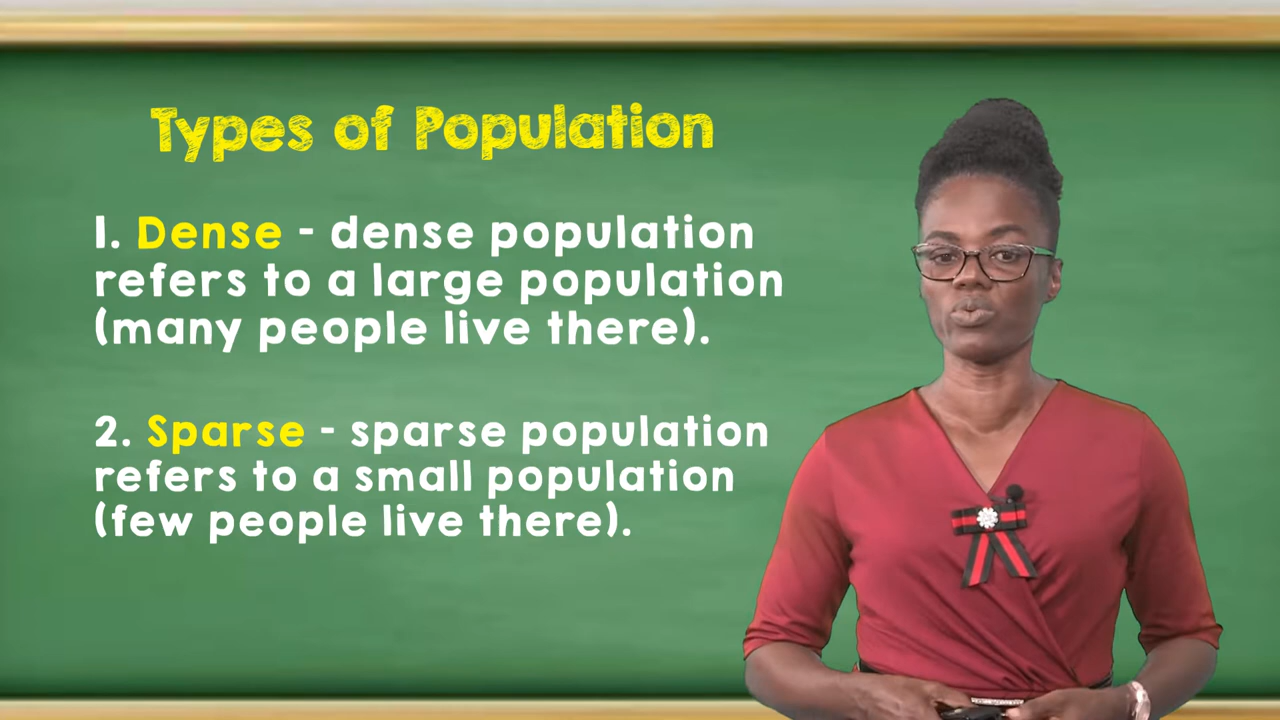 Types of Population
1. Dense - dense population
refers to a large population
(many people live there).
2. Sparse - sparse population
refers to a small population
(few people live there).